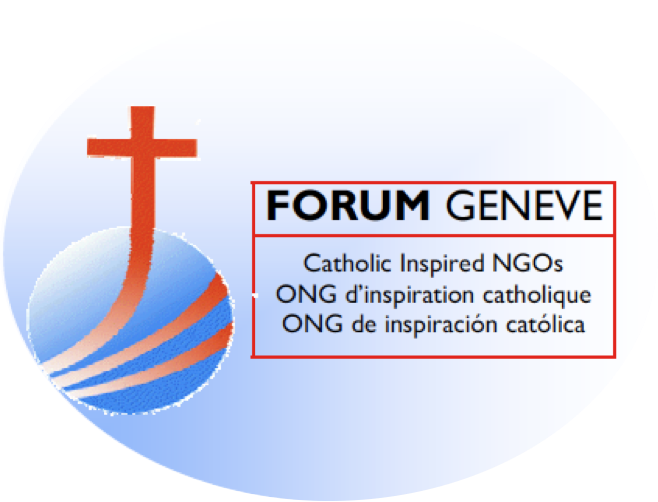 FORUM GENEVE
Catholic Inspired NGOs
ONG d'inspiration catholique
ONG de inspiración católica